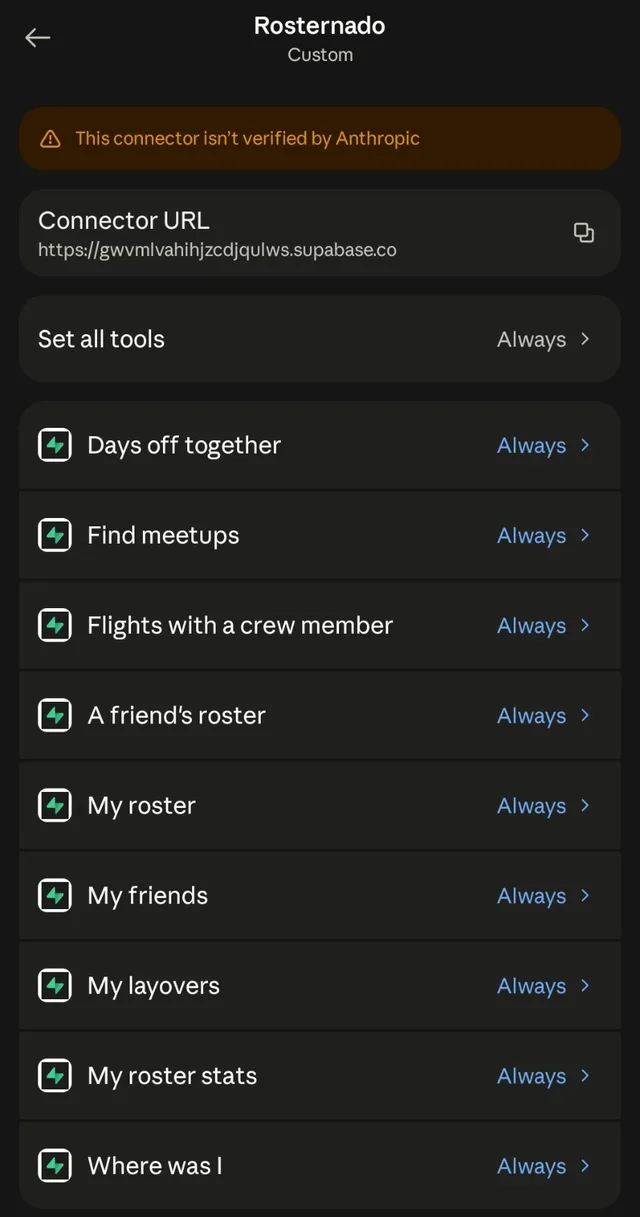 Rosternado
Custom
This connector isn't verified by Anthropic
Connector URL
https://gwvmlvahihjzcdjqulws.supabase.co
Set all tools
Always
Days off together
Always
Find meetups
Always
Flights with a crew member
Always
A friend's roster
Always
My roster
Always
My friends
Always
My layovers
Always
My roster stats
Always
Where was I
Always